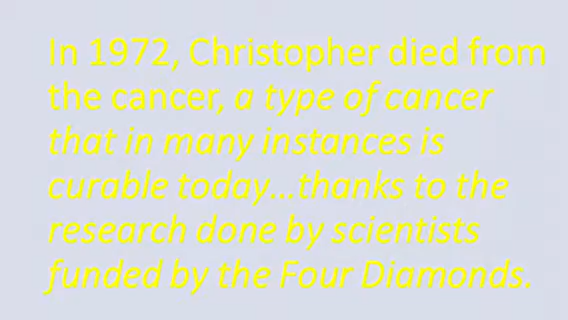 In 1972, Christopher died from
the cancer, a type of cancer
that in many instances is
curable today...thanks to the
research done by scientists
funded by the Four Diamonds.